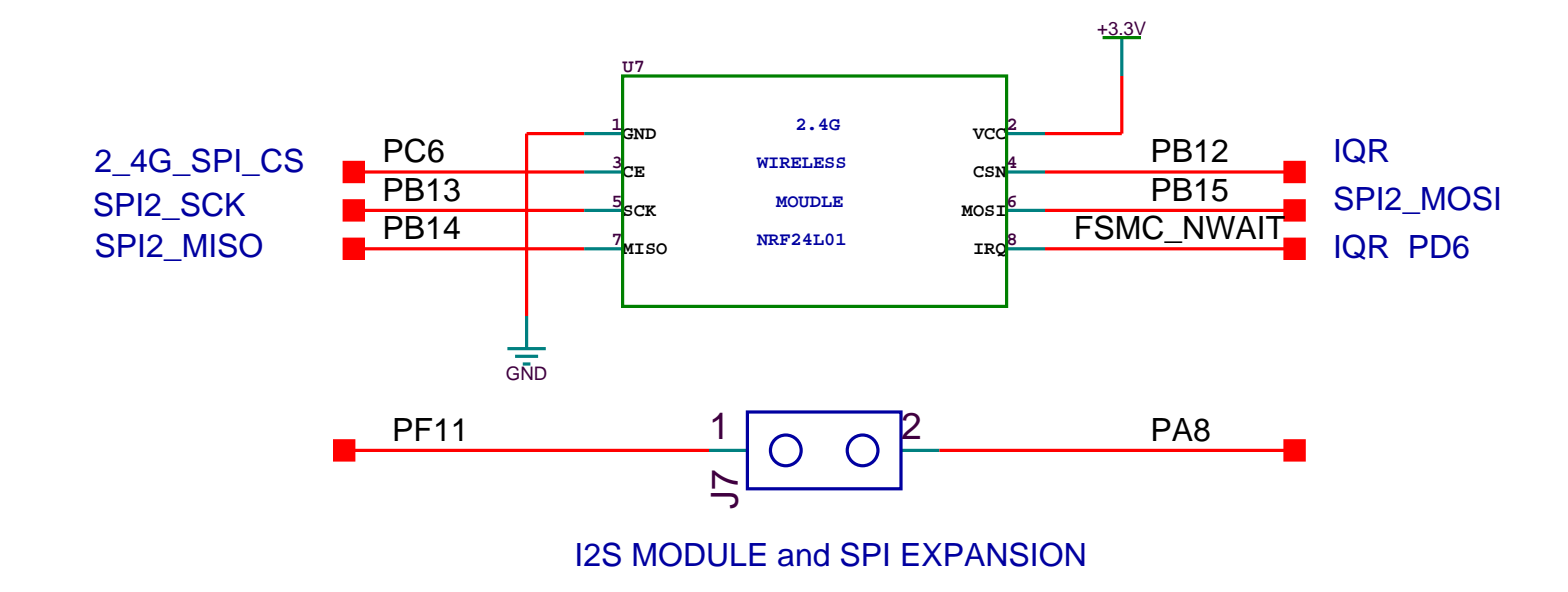 +3.3V
U7
1 GND 2.4G VCC 2
2_4G_SPI_CS PC6 3 CE WIRELESS CSN 4 PB12 IQR
SPI2_SCK PB13 5 SCK MOUDLE MOSI 6 PB15 SPI2_MOSI
SPI2_MISO PB14 7 MISO NRF24L01 IRQ 8 FSMC_NWAIT IQR PD6
GND
PF11 1 2 PA8
J7
I2S MODULE and SPI EXPANSION